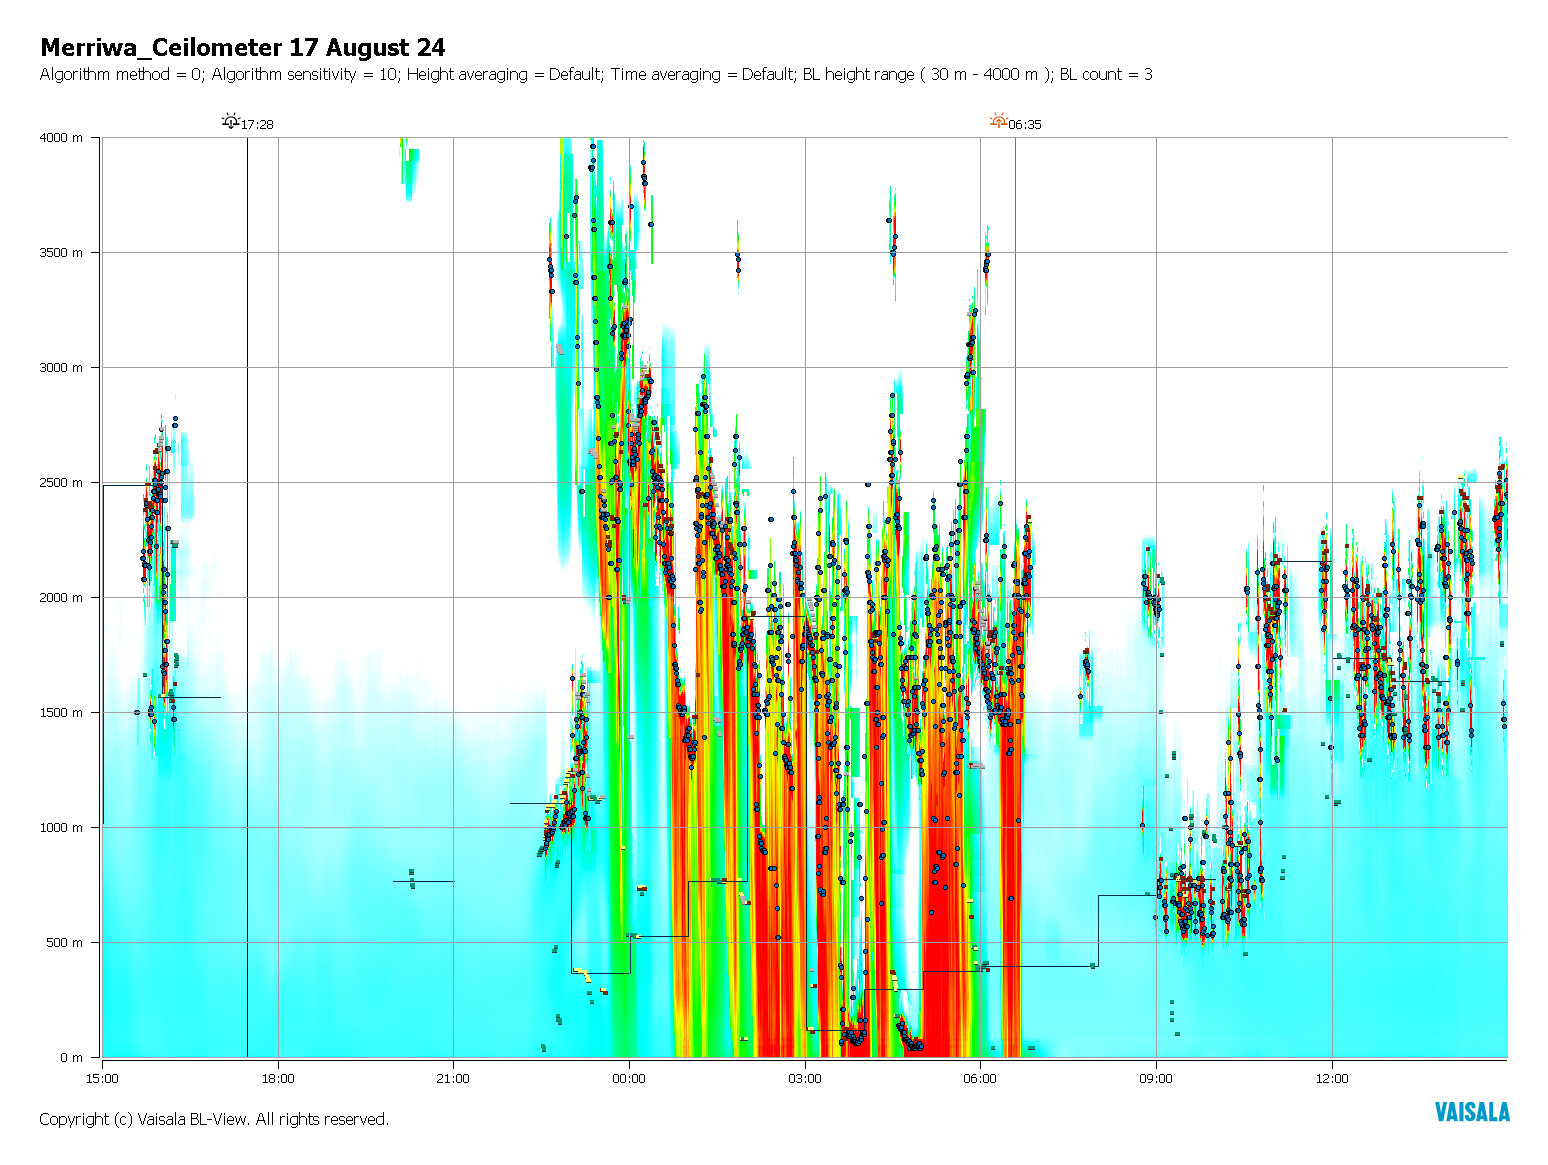 Merriwa_Ceilometer 17 August 24
Algorithm method = 0; Algorithm sensitivity = 10; Height averaging = Default; Time averaging = Default; BL height range ( 30 m - 4000 m ); BL count = 3
17:28 06:35
4000 m
3500 m
3000 m
2500 m
2000 m
1500 m
1000 m
500 m
0 m
15:00 18:00 21:00 00:00 03:00 06:00 09:00 12:00
Copyright (c) Vaisala BL-View. All rights reserved.
VAISALA